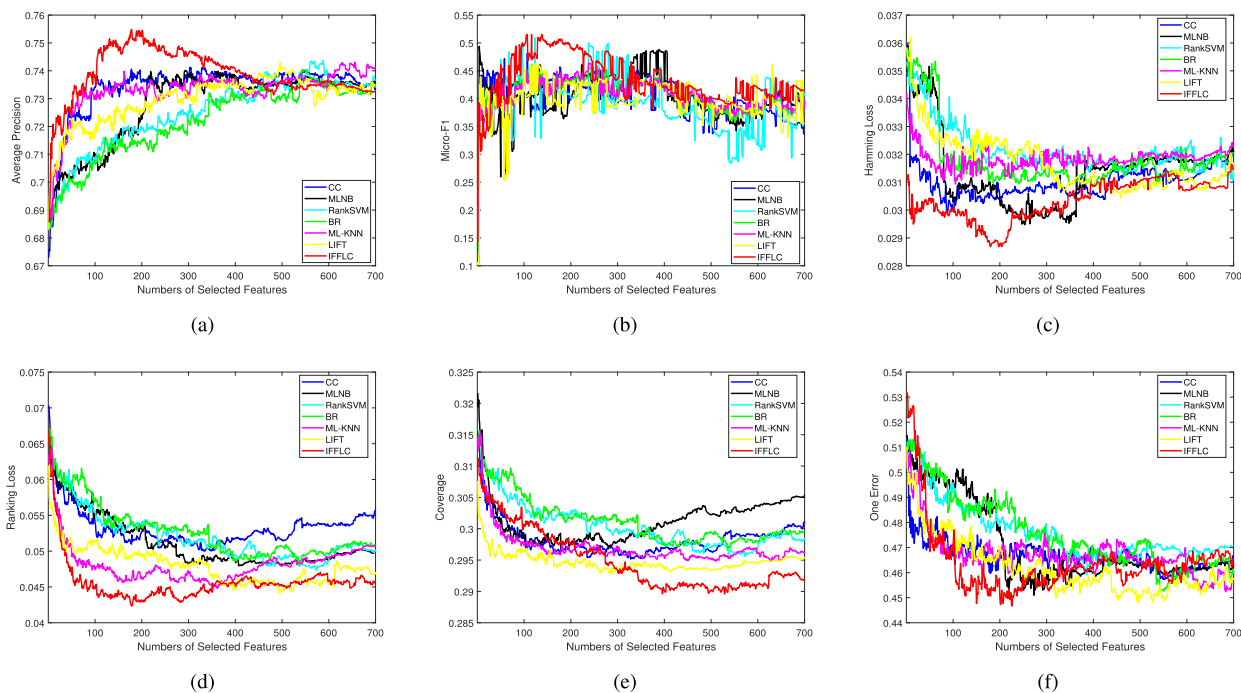 0.76
0.75
0.74
0.73
0.72
0.71
0.7
0.69
0.68
0.67
Average Precision
100 200 300 400 500 600 700
Numbers of Selected Features
CC
MLNB
RankSVM
BR
ML-KNN
LIFT
IFFLC
(a)
0.55
0.5
0.45
0.4
0.35
0.3
0.25
0.2
0.15
0.1
Micro-F1
100 200 300 400 500 600 700
Numbers of Selected Features
CC
MLNB
RankSVM
BR
ML-KNN
LIFT
IFFLC
(b)
0.036
0.035
0.034
0.033
0.032
0.031
0.03
0.029
0.028
Hamming Loss
100 200 300 400 500 600 700
Numbers of Selected Features
CC
MLNB
RankSVM
BR
ML-KNN
LIFT
IFFLC
(c)
0.075
0.07
0.065
0.06
0.055
0.05
0.045
0.04
Ranking Loss
100 200 300 400 500 600 700
Numbers of Selected Features
CC
MLNB
RankSVM
BR
ML-KNN
LIFT
IFFLC
(d)
0.325
0.32
0.315
0.31
0.305
0.3
0.295
0.29
0.285
Coverage
100 200 300 400 500 600 700
Numbers of Selected Features
CC
MLNB
RankSVM
BR
ML-KNN
LIFT
IFFLC
(e)
0.54
0.53
0.52
0.51
0.5
0.49
0.48
0.47
0.46
0.45
0.44
One Error
100 200 300 400 500 600 700
Numbers of Selected Features
CC
MLNB
RankSVM
BR
ML-KNN
LIFT
IFFLC
(f)